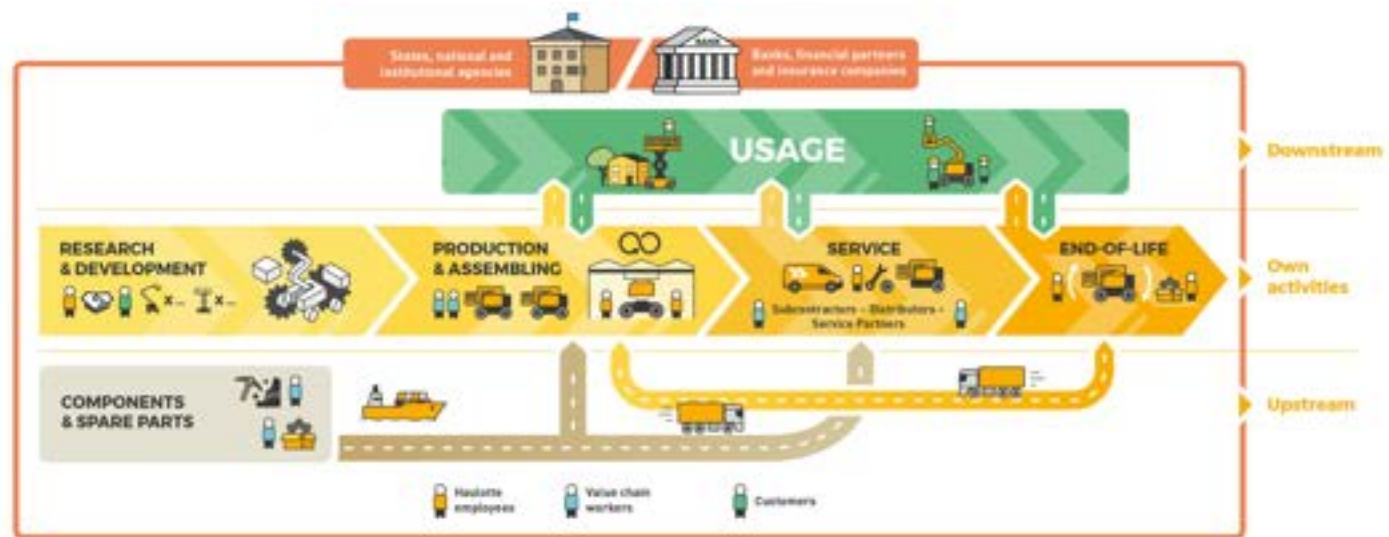 States, national and
institutional agencies
BANK
Banks, financial partners
and insurance companies
USAGE
Downstream
RESEARCH
& DEVELOPMENT
x ...
x ...
PRODUCTION
& ASSEMBLING
SERVICE
Subcontractors – Distributors –
Service Partners
END-OF-LIFE
Own
activities
COMPONENTS
& SPARE PARTS
Upstream
Haulotte
employees
Value chain
workers
Customers